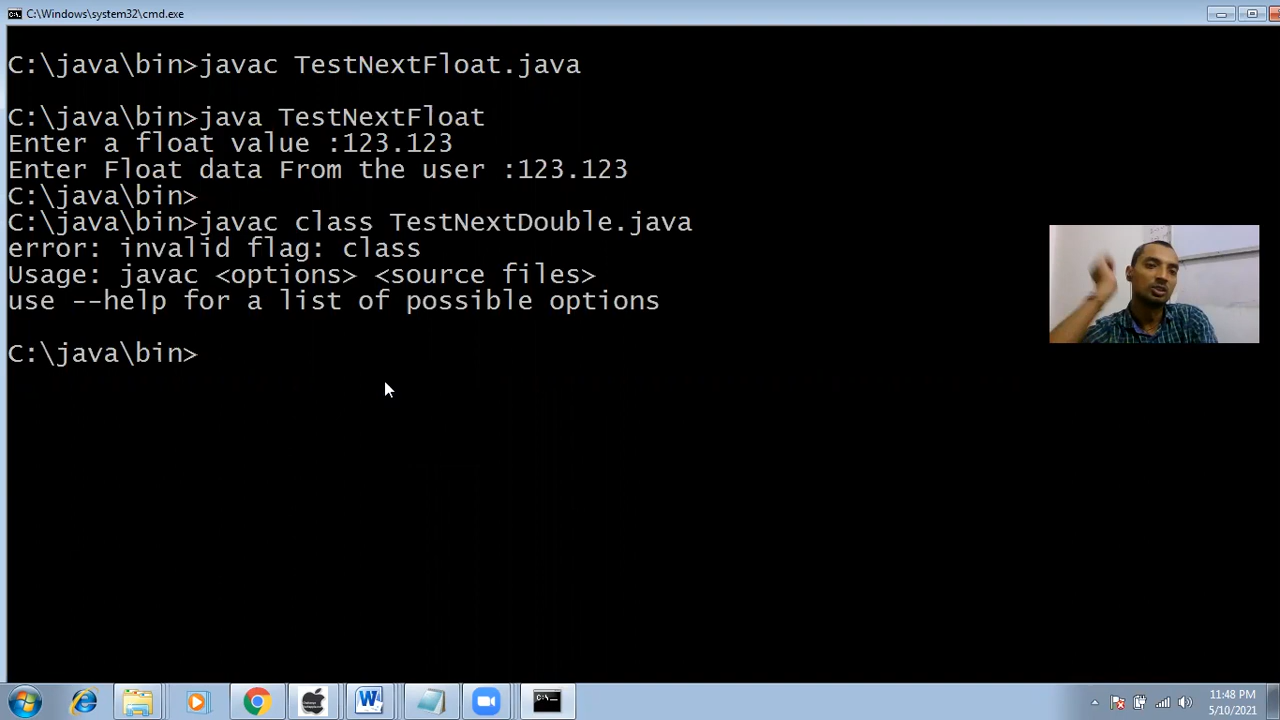 C:\Windows\system32\cmd.exe
C:\java\bin>javac TestNextFloat.java
C:\java\bin>java TestNextFloat
Enter a float value :123.123
Enter Float data From the user :123.123
C:\java\bin>
C:\java\bin>javac class TestNextDouble.java
error: invalid flag: class
Usage: javac <options> <source files>
use --help for a list of possible options
C:\java\bin>
11:48 PM
5/10/2021